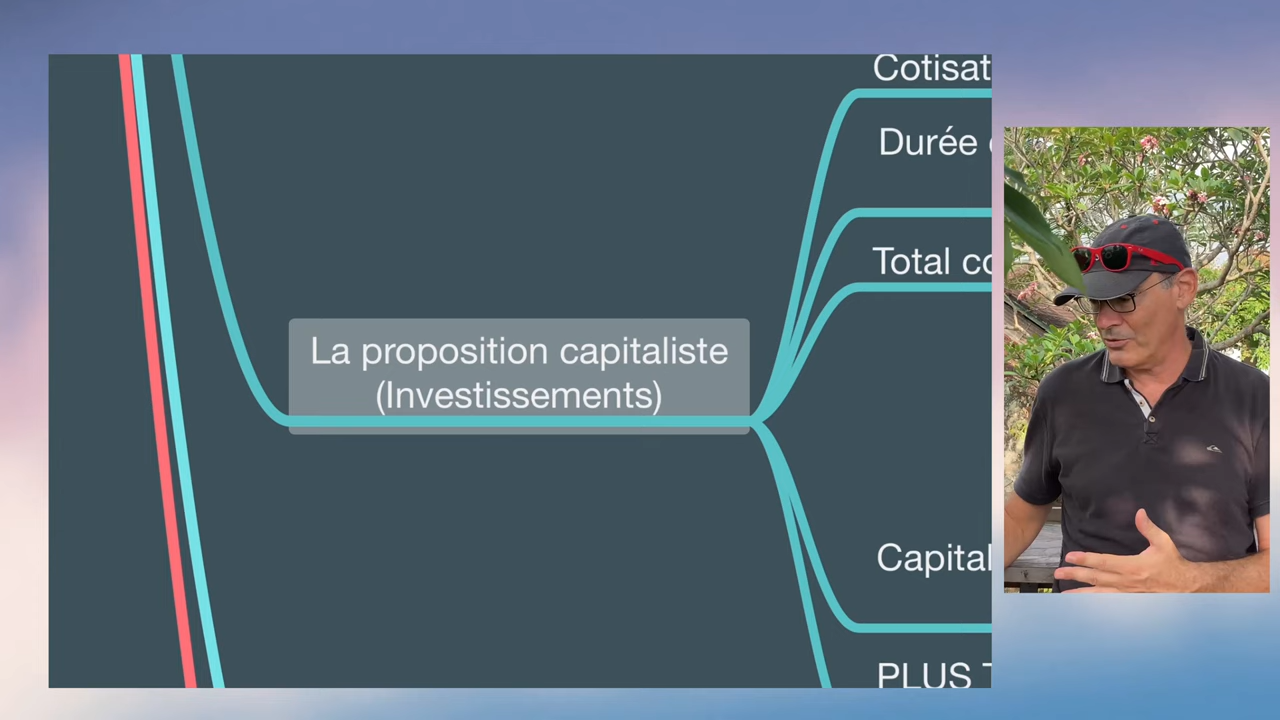 Cotisat
Durée
Total co
La proposition capitaliste
(Investissements)
Capital
PLUS